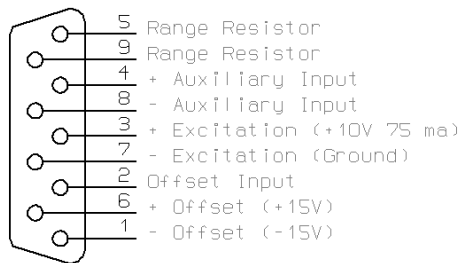 5 Range Resistor
9 Range Resistor
4 + Auxiliary Input
8 - Auxiliary Input
3 + Excitation (+10V 75 ma)
7 - Excitation (Ground)
2 Offset Input
6 + Offset (+15V)
1 - Offset (-15V)